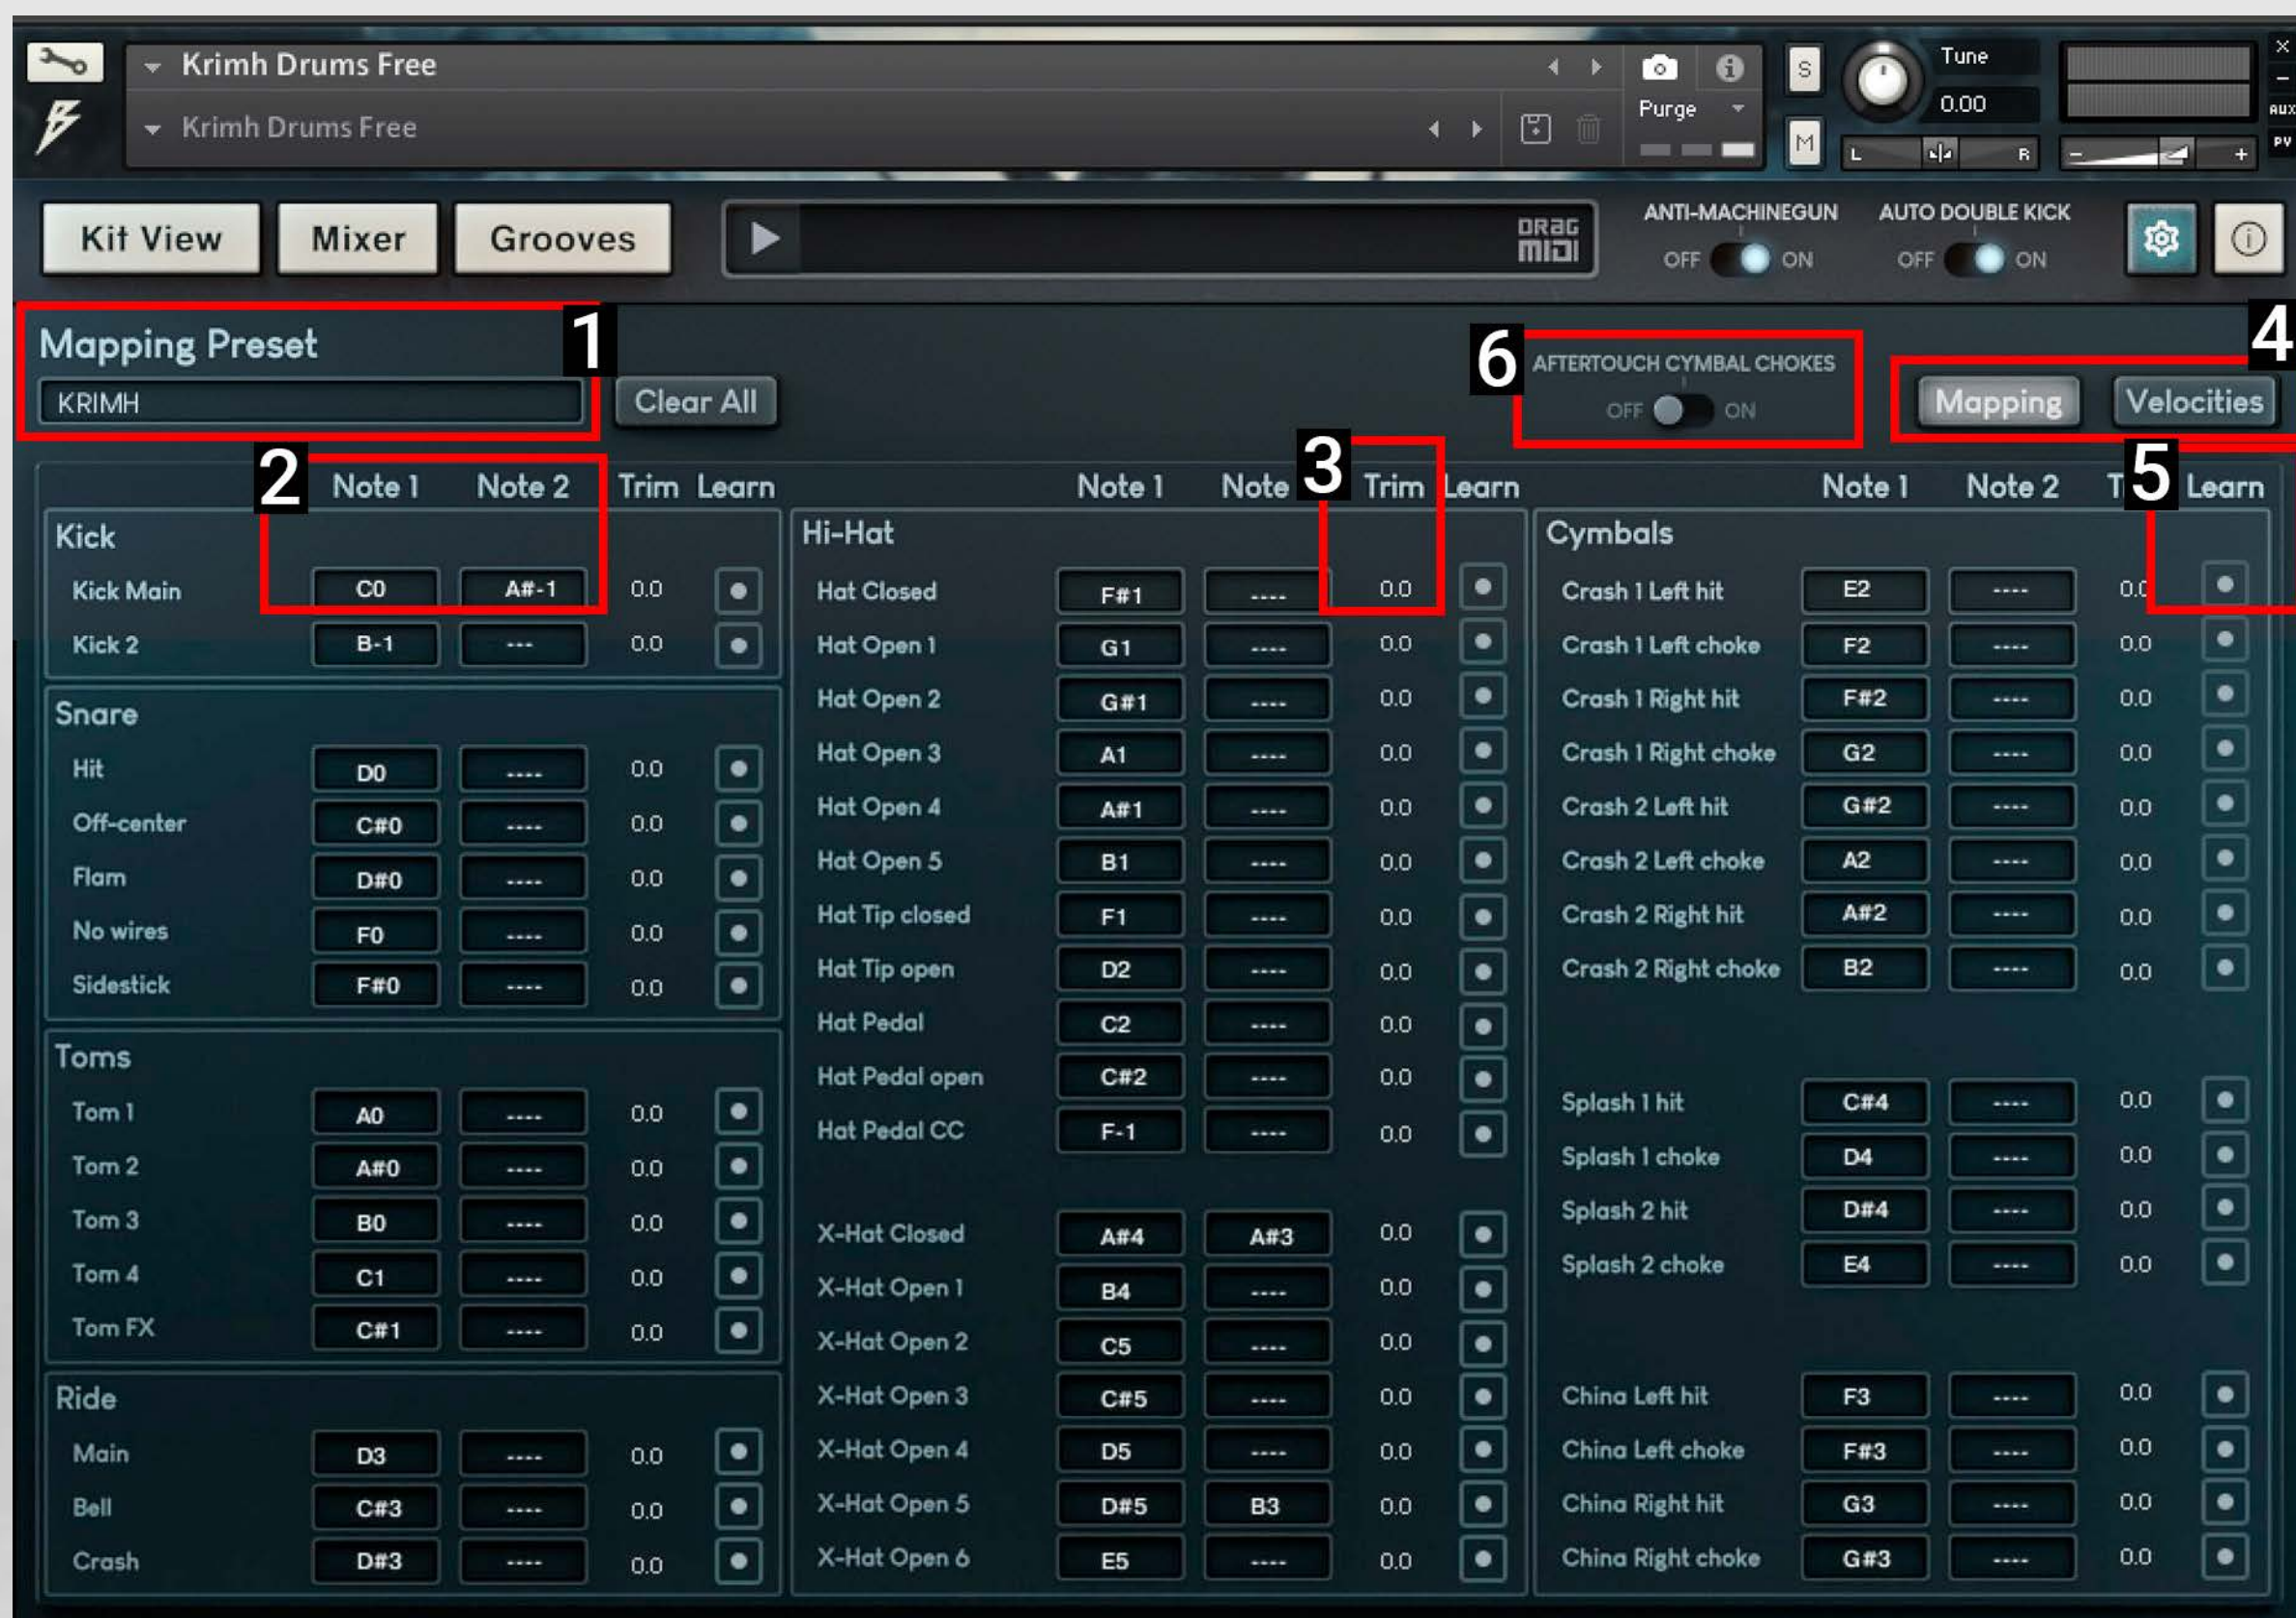 Krimh Drums Free
Krimh Drums Free
Purge
S
M
Tune
0.00
L R
- +
X
-
AUX
PV
Kit View Mixer Grooves
DRAG
MIDI
ANTI-MACHINEGUN
OFF ON
AUTO DOUBLE KICK
OFF ON
1
Mapping Preset
KRIMH
Clear All
6
AFTERTOUCH CYMBAL CHOKES
OFF ON
4
Mapping Velocities
2
Note 1 Note 2 Trim Learn
Kick
Kick Main C0 A#-1 0.0
Kick 2 B-1 --- 0.0
Snare
Hit D0 ---- 0.0
Off-center C#0 ---- 0.0
Flam D#0 ---- 0.0
No wires F0 ---- 0.0
Sidestick F#0 ---- 0.0
Toms
Tom 1 A0 ---- 0.0
Tom 2 A#0 ---- 0.0
Tom 3 B0 ---- 0.0
Tom 4 C1 ---- 0.0
Tom FX C#1 ---- 0.0
Ride
Main D3 ---- 0.0
Bell C#3 ---- 0.0
Crash D#3 ---- 0.0
Note 1 Note 3 Trim Learn
Hi-Hat
Hat Closed F#1 ---- 0.0
Hat Open 1 G1 ---- 0.0
Hat Open 2 G#1 ---- 0.0
Hat Open 3 A1 ---- 0.0
Hat Open 4 A#1 ---- 0.0
Hat Open 5 B1 ---- 0.0
Hat Tip closed F1 ---- 0.0
Hat Tip open D2 ---- 0.0
Hat Pedal C2 ---- 0.0
Hat Pedal open C#2 ---- 0.0
Hat Pedal CC F-1 ---- 0.0
X-Hat Closed A#4 A#3 0.0
X-Hat Open 1 B4 ---- 0.0
X-Hat Open 2 C5 ---- 0.0
X-Hat Open 3 C#5 ---- 0.0
X-Hat Open 4 D5 ---- 0.0
X-Hat Open 5 D#5 B3 0.0
X-Hat Open 6 E5 ---- 0.0
Note 1 Note 2 5 Learn
Cymbals
Crash 1 Left hit E2 ---- 0.0
Crash 1 Left choke F2 ---- 0.0
Crash 1 Right hit F#2 ---- 0.0
Crash 1 Right choke G2 ---- 0.0
Crash 2 Left hit G#2 ---- 0.0
Crash 2 Left choke A2 ---- 0.0
Crash 2 Right hit A#2 ---- 0.0
Crash 2 Right choke B2 ---- 0.0
Splash 1 hit C#4 ---- 0.0
Splash 1 choke D4 ---- 0.0
Splash 2 hit D#4 ---- 0.0
Splash 2 choke E4 ---- 0.0
China Left hit F3 ---- 0.0
China Left choke F#3 ---- 0.0
China Right hit G3 ---- 0.0
China Right choke G#3 ---- 0.0